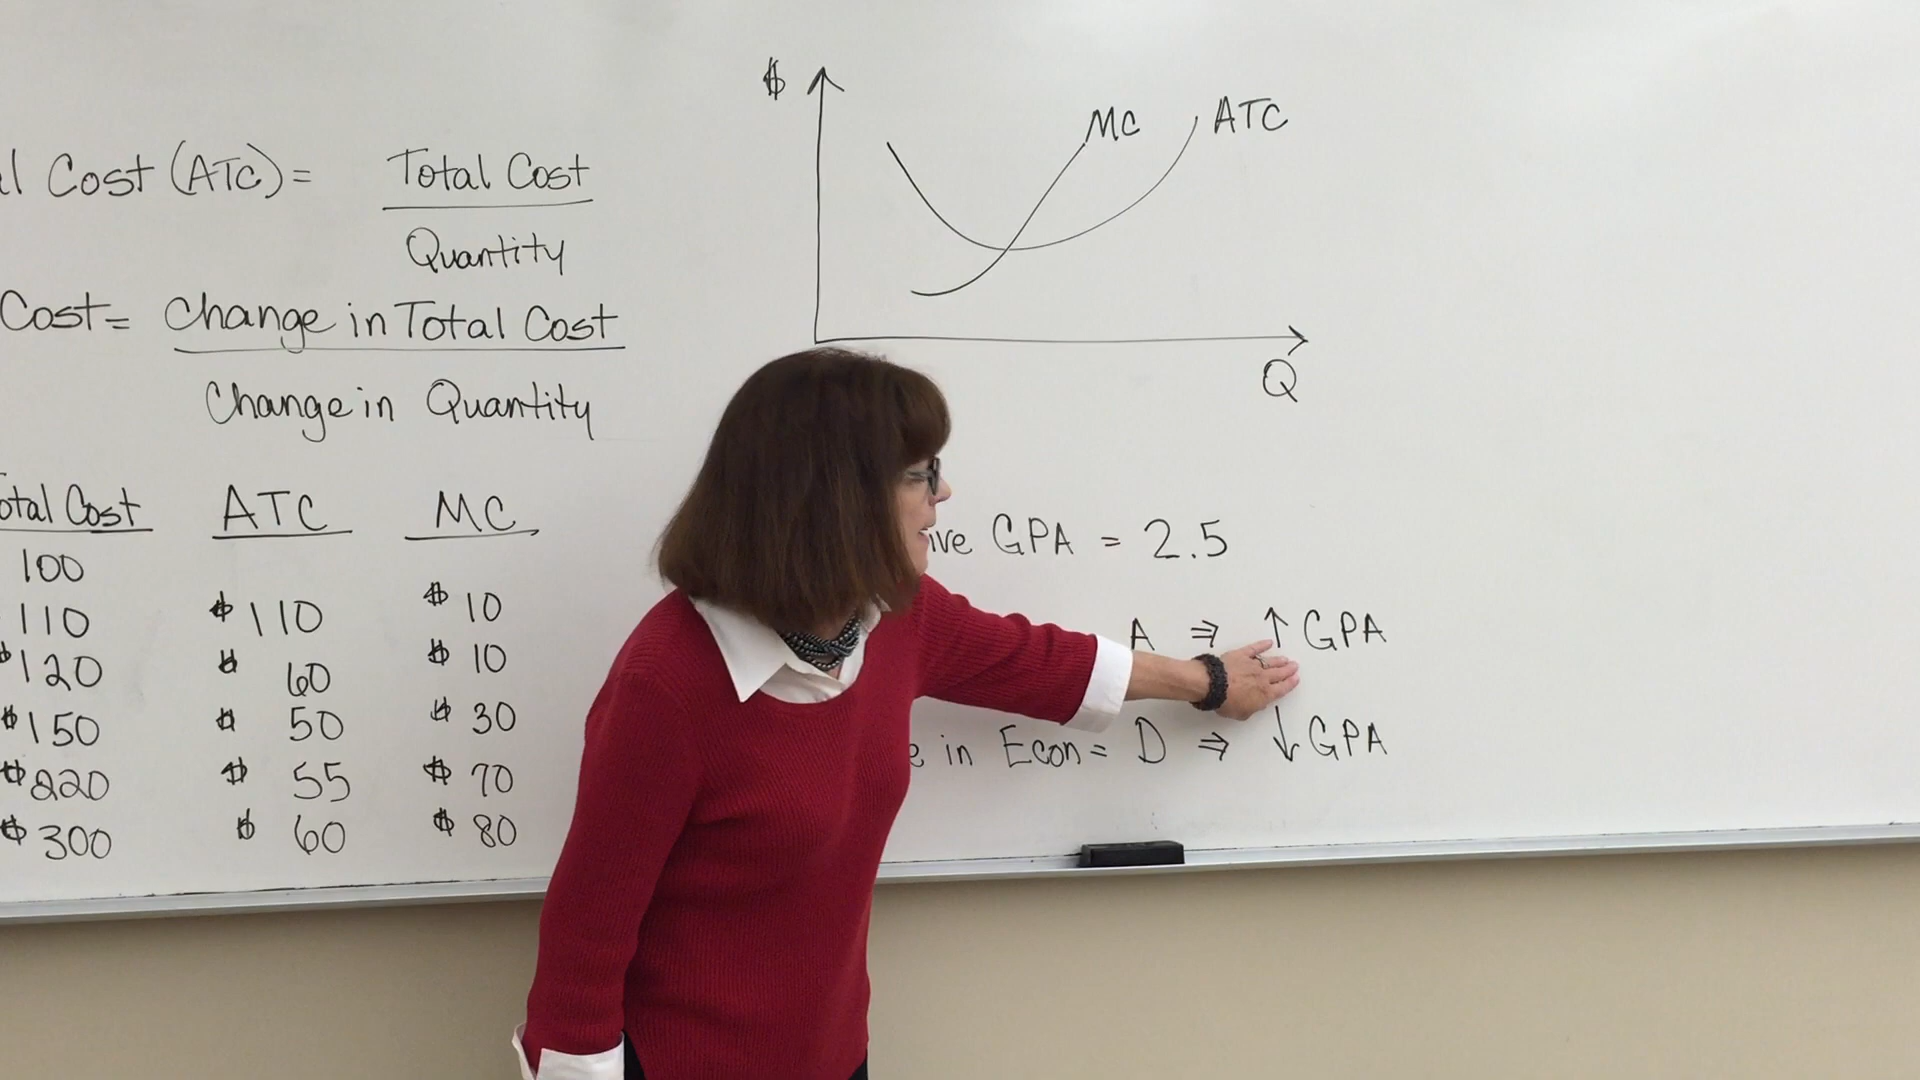 Cost (ATC) = Total Cost
Quantity
Cost = Change in Total Cost
Change in Quantity
Cost ATC MC
100
110 $110 $10
$120 $ 60 $ 10
$150 $ 50 $ 30
$220 $ 55 $ 70
$300 $ 60 $ 80
$
MC ATC
Q
GPA = 2.5
A ⇒ ↑ GPA
in Econ = D ⇒ ↓ GPA